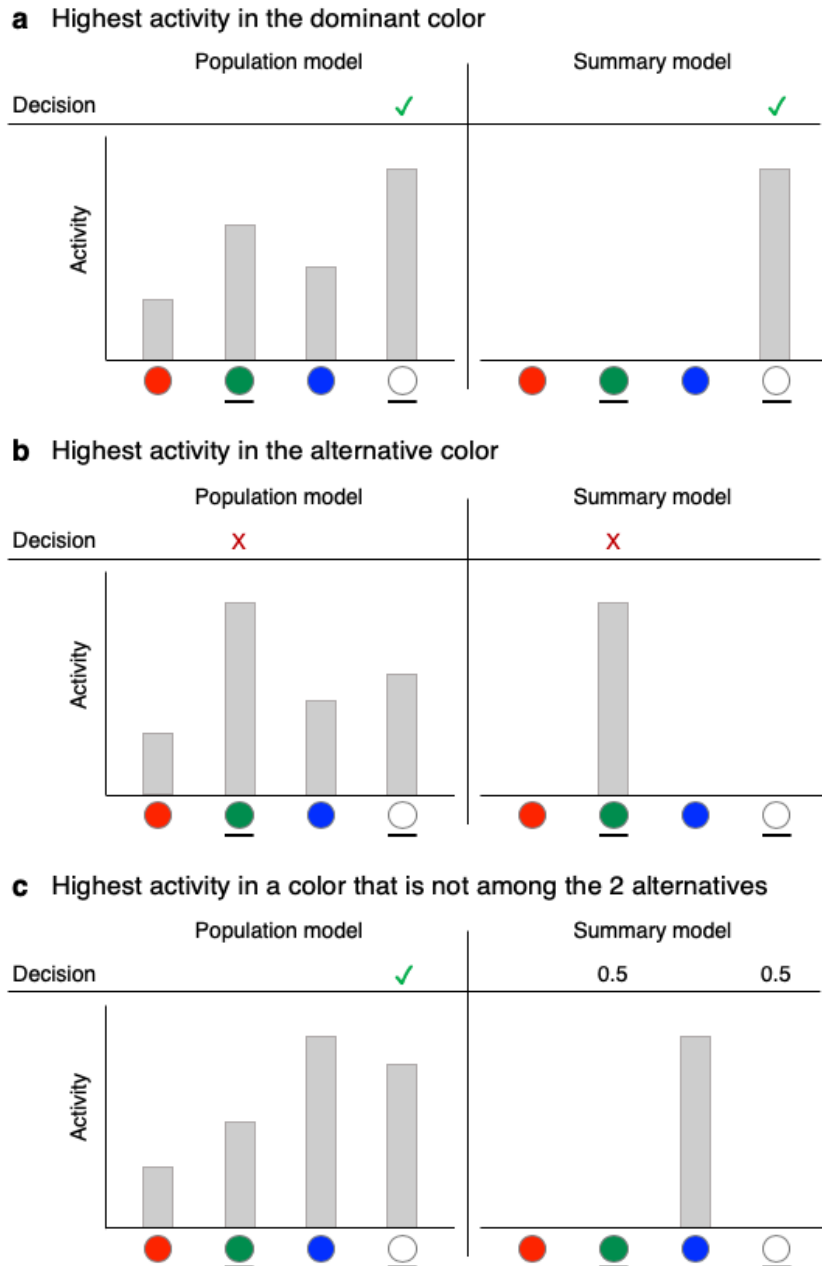 a Highest activity in the dominant color
Population model Summary model
Decision ✓ ✓
Activity
b Highest activity in the alternative color
Population model Summary model
Decision X X
Activity
c Highest activity in a color that is not among the 2 alternatives
Population model Summary model
Decision ✓ 0.5 0.5
Activity